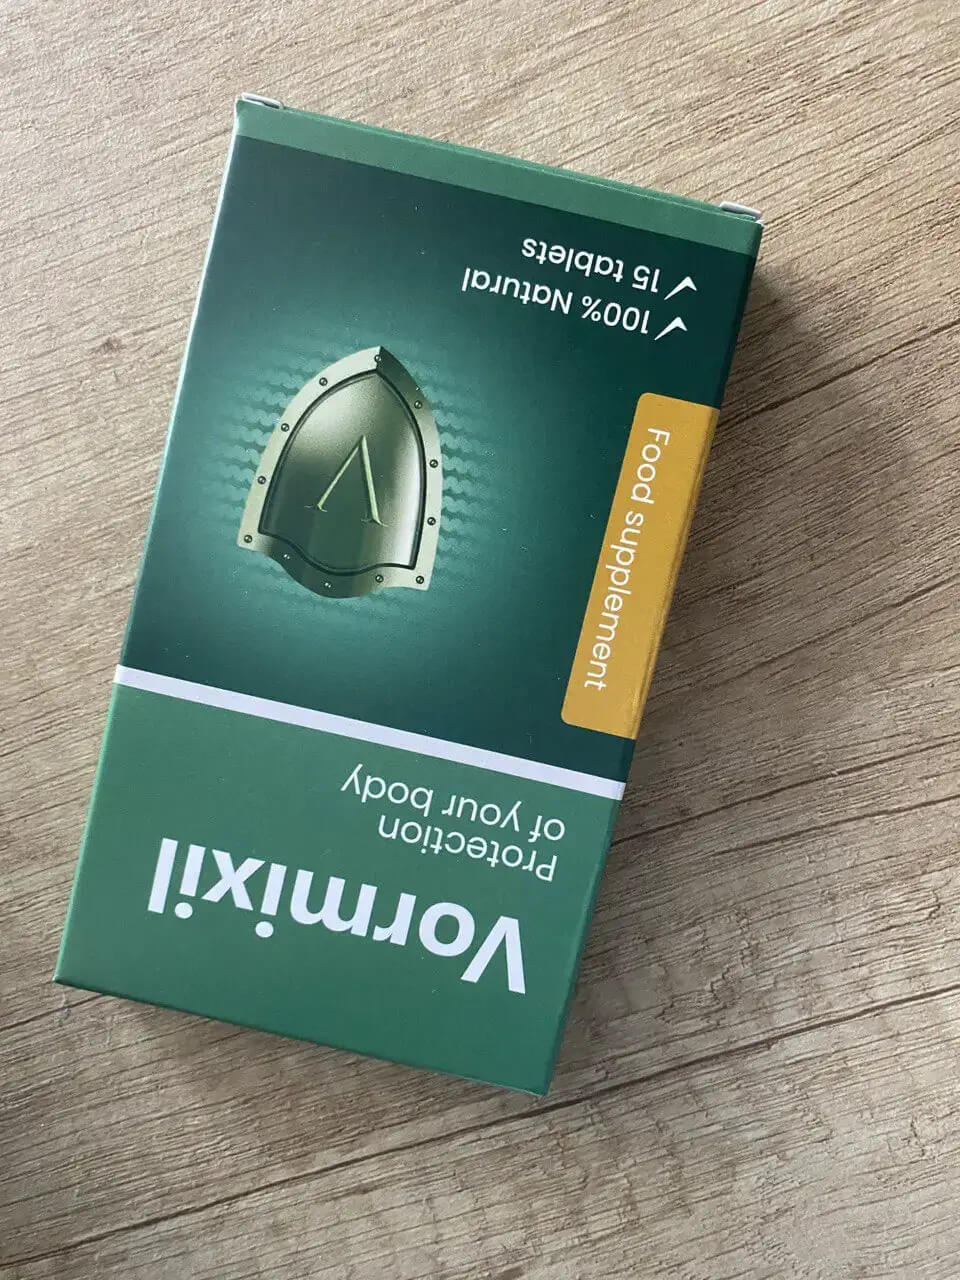 Vormixil
Protection
of your body
Food supplement
V
100% Natural
15 tablets